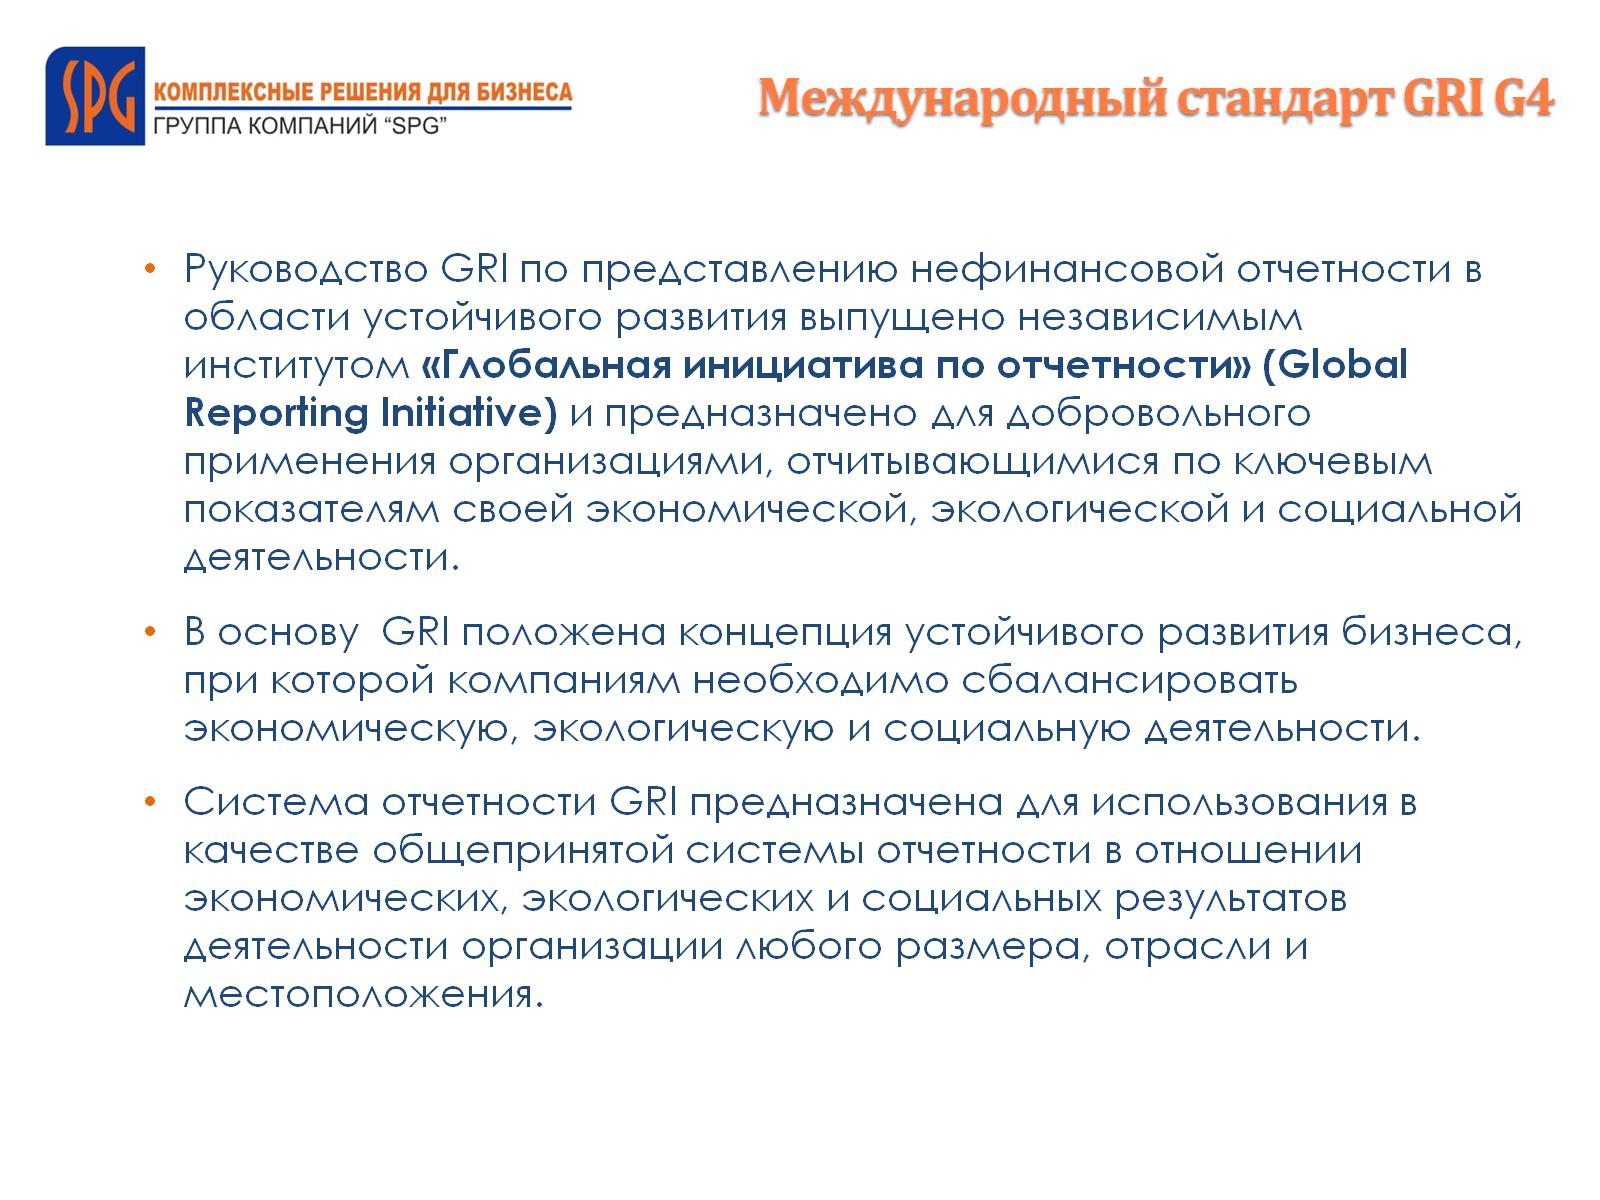 SPG
КОМПЛЕКСНЫЕ РЕШЕНИЯ ДЛЯ БИЗНЕСА
ГРУППА КОМПАНИЙ “SPG”
Международный стандарт GRI G4
• Руководство GRI по представлению нефинансовой отчетности в
области устойчивого развития выпущено независимым
институтом «Глобальная инициатива по отчетности» (Global
Reporting Initiative) и предназначено для добровольного
применения организациями, отчитывающимися по ключевым
показателям своей экономической, экологической и социальной
деятельности.
• В основу  GRI положена концепция устойчивого развития бизнеса,
при которой компаниям необходимо сбалансировать
экономическую, экологическую и социальную деятельности.
• Система отчетности GRI предназначена для использования в
качестве общепринятой системы отчетности в отношении
экономических, экологических и социальных результатов
деятельности организации любого размера, отрасли и
местоположения.